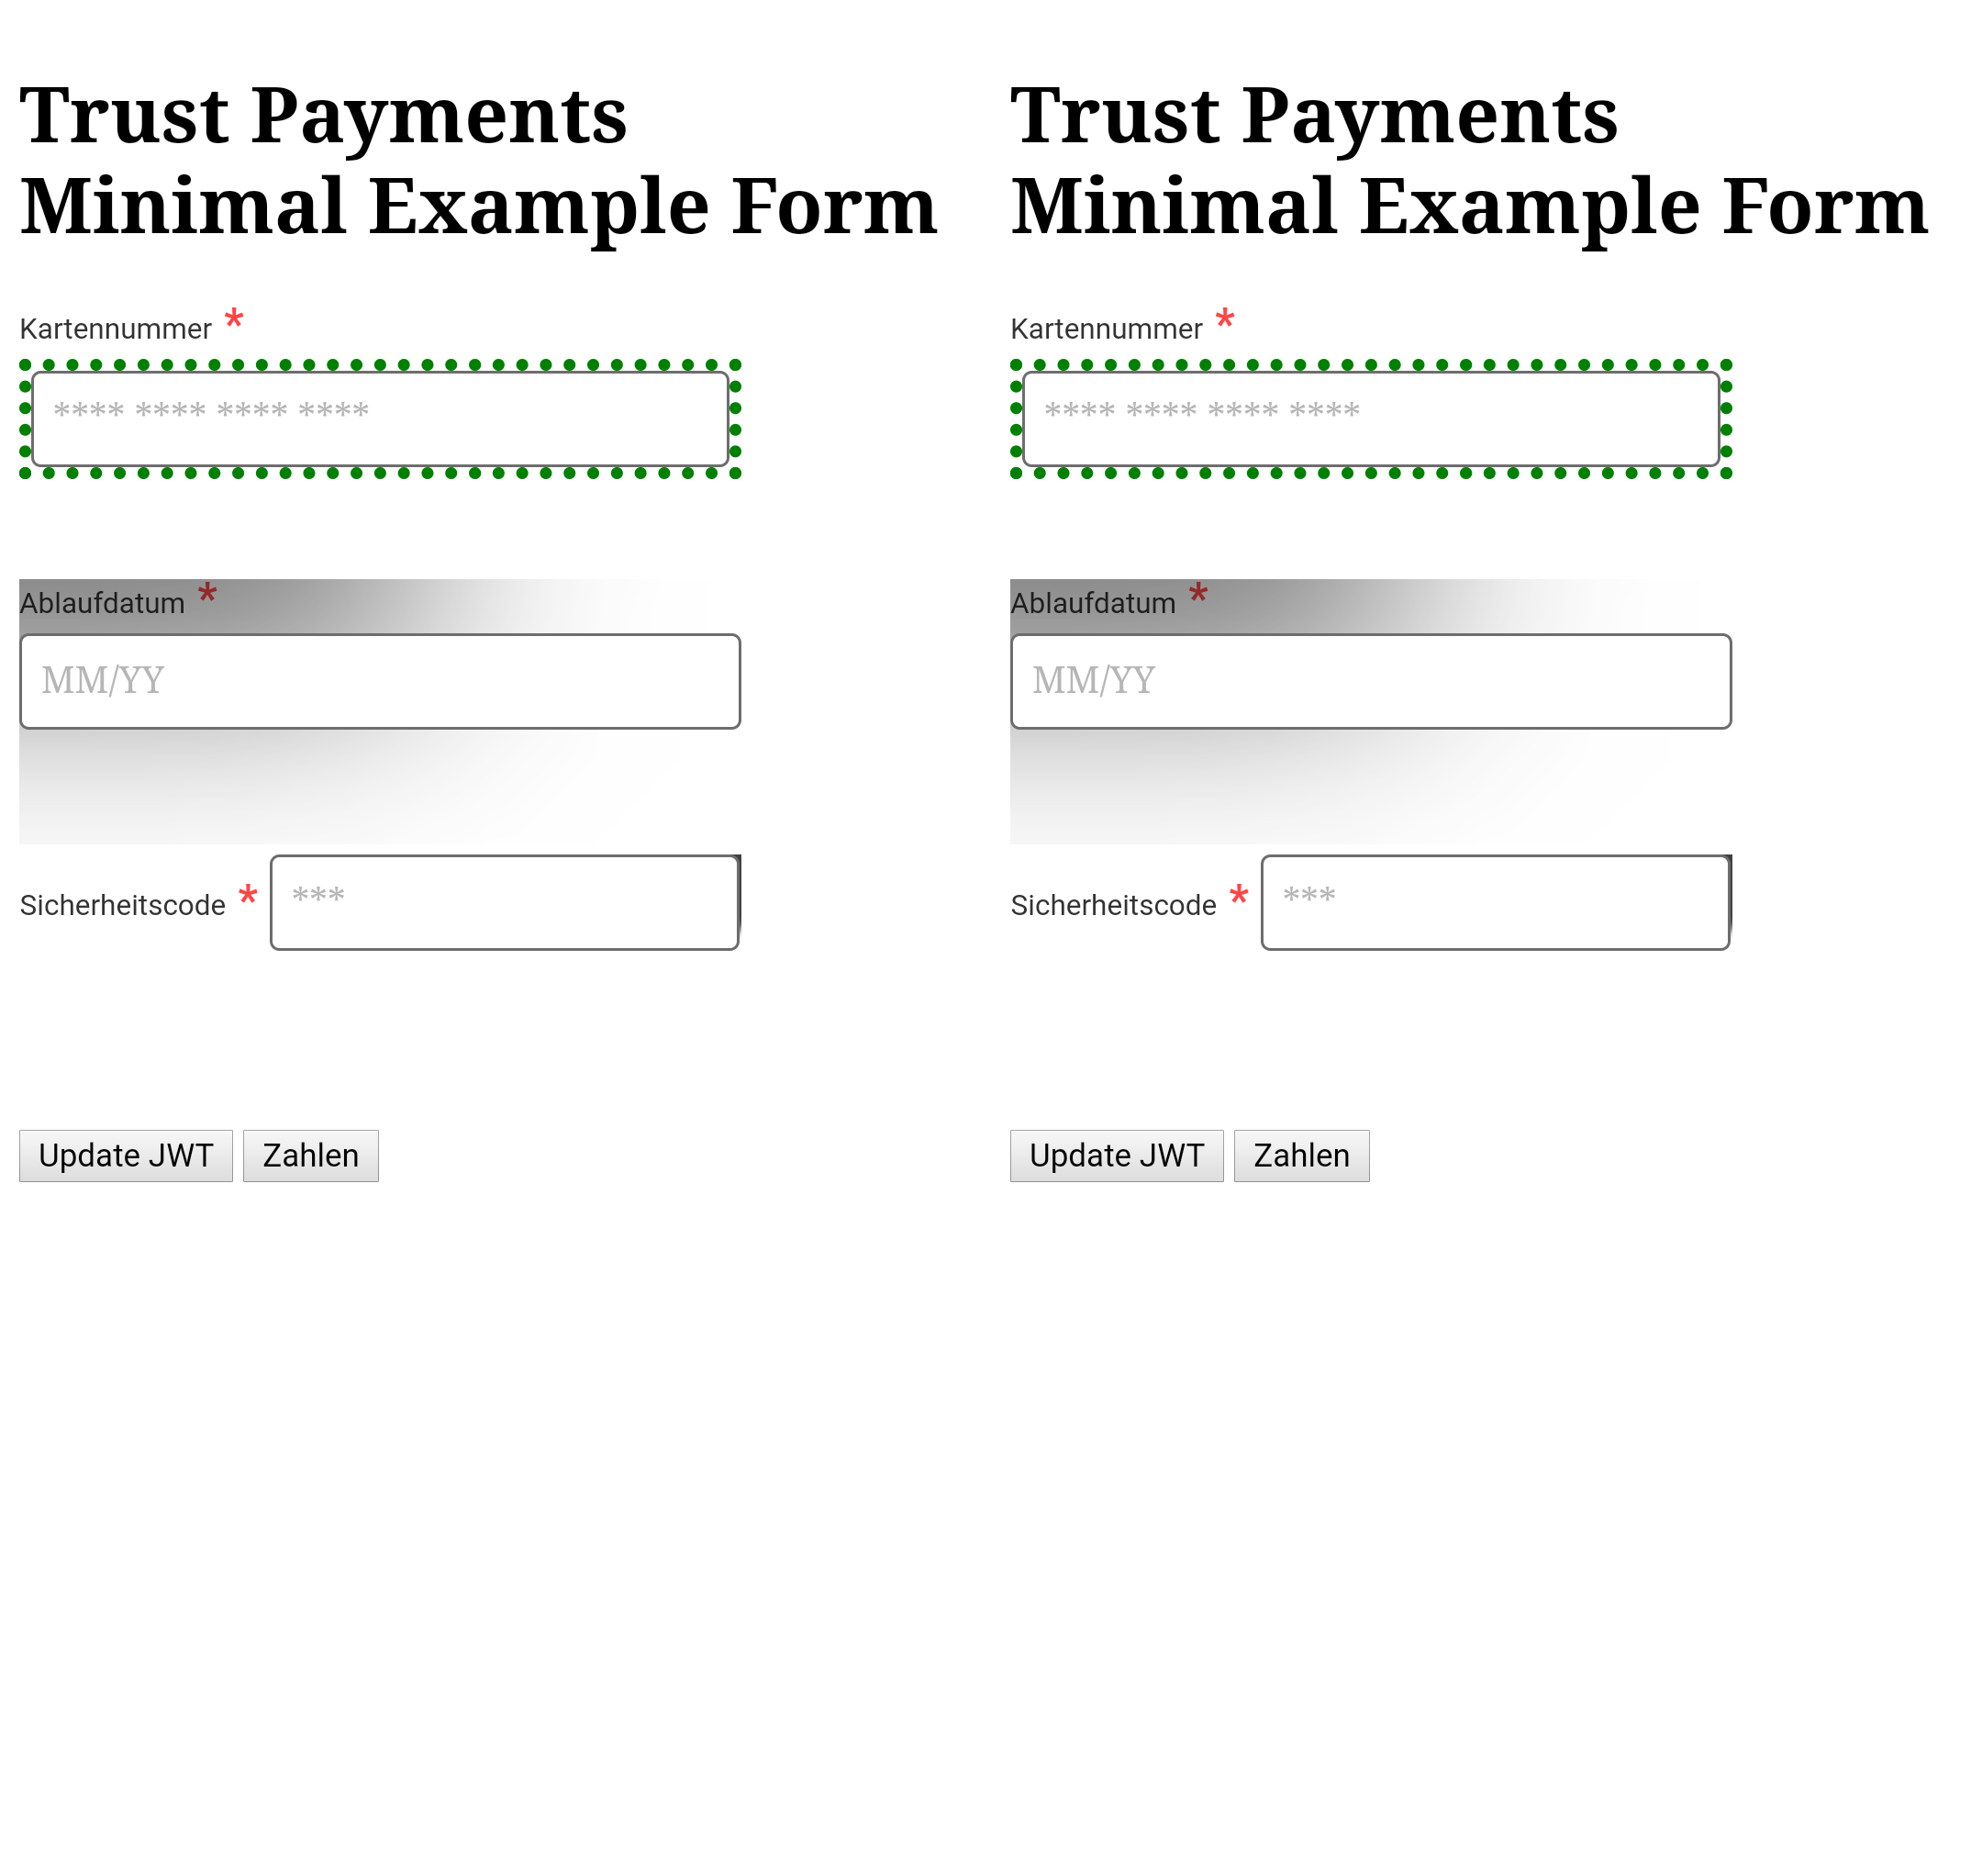 Trust Payments
Minimal Example Form
Kartennummer *
**** **** **** ****
Ablaufdatum *
MM/YY
Sicherheitscode * ***
Update JWT Zahlen
Trust Payments
Minimal Example Form
Kartennummer *
**** **** **** ****
Ablaufdatum *
MM/YY
Sicherheitscode * ***
Update JWT Zahlen